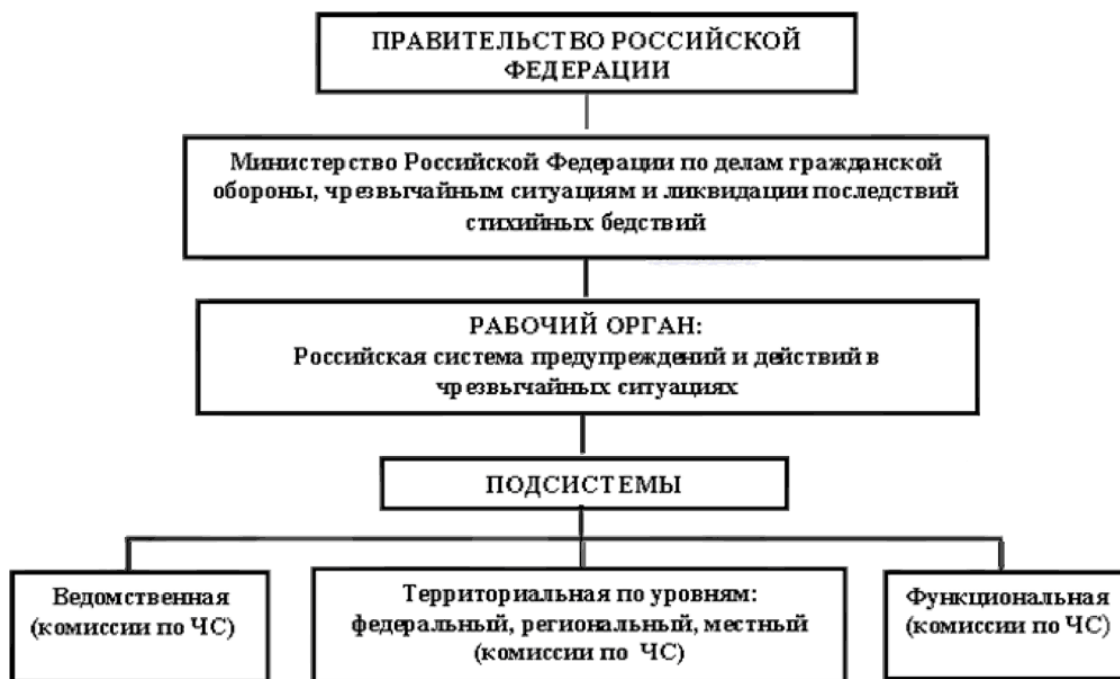 ПРАВИТЕЛЬСТВО РОССИЙСКОЙ
ФЕДЕРАЦИИ
Министерство Российской Федерации по делам гражданской
обороны, чрезвычайным ситуациям и ликвидации последствий
стихийных бедствий
РАБОЧИЙ ОРГАН:
Российская система предупреждений и действий в
чрезвычайных ситуациях
ПОДСИСТЕМЫ
Ведомственная
(комиссии по ЧС)
Территориальная по уровням:
федеральный, региональный, местный
(комиссии по ЧС)
Функциональная
(комиссии по ЧС)